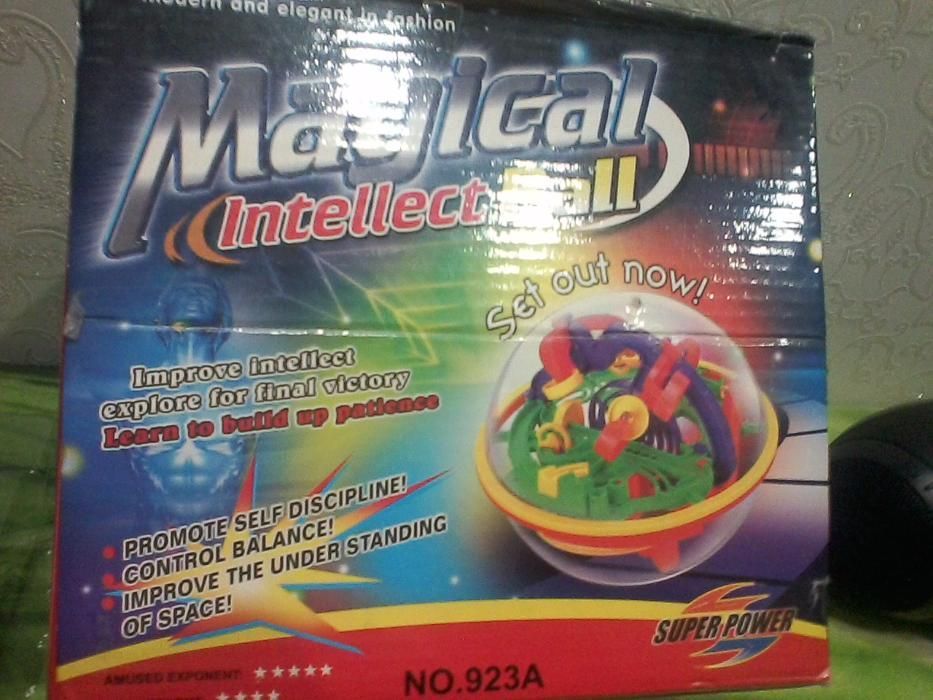 modern and elegant in fashion
Magical
Intellect Ball
Set out now!
Improve intellect
explore for final victory
Learn to build up patience
PROMOTE SELF DISCIPLINE!
CONTROL BALANCE!
IMPROVE THE UNDER STANDING
OF SPACE!
SUPER POWER
AMUSED EXPONENT: ★★★★★
★★★★
NO.923A